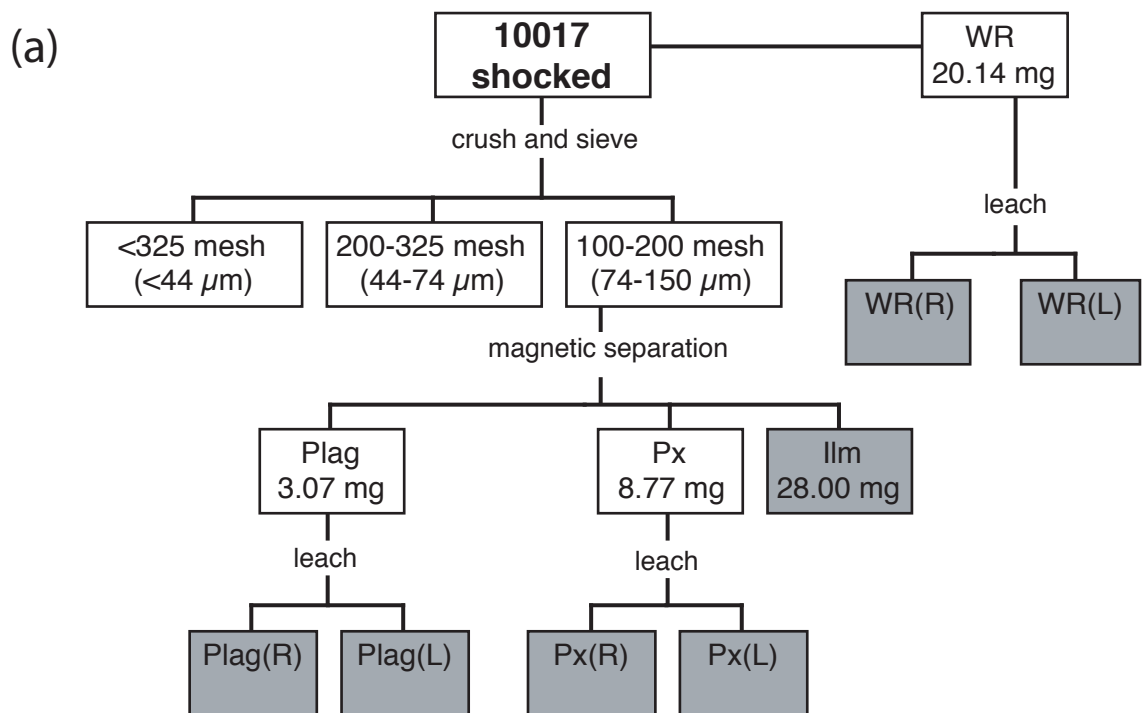 (a)
10017
shocked
WR
20.14 mg
crush and sieve
leach
<325 mesh
(<44 µm)
200-325 mesh
(44-74 µm)
100-200 mesh
(74-150 µm)
WR(R)
WR(L)
magnetic separation
Plag
3.07 mg
Px
8.77 mg
Ilm
28.00 mg
leach
leach
Plag(R)
Plag(L)
Px(R)
Px(L)